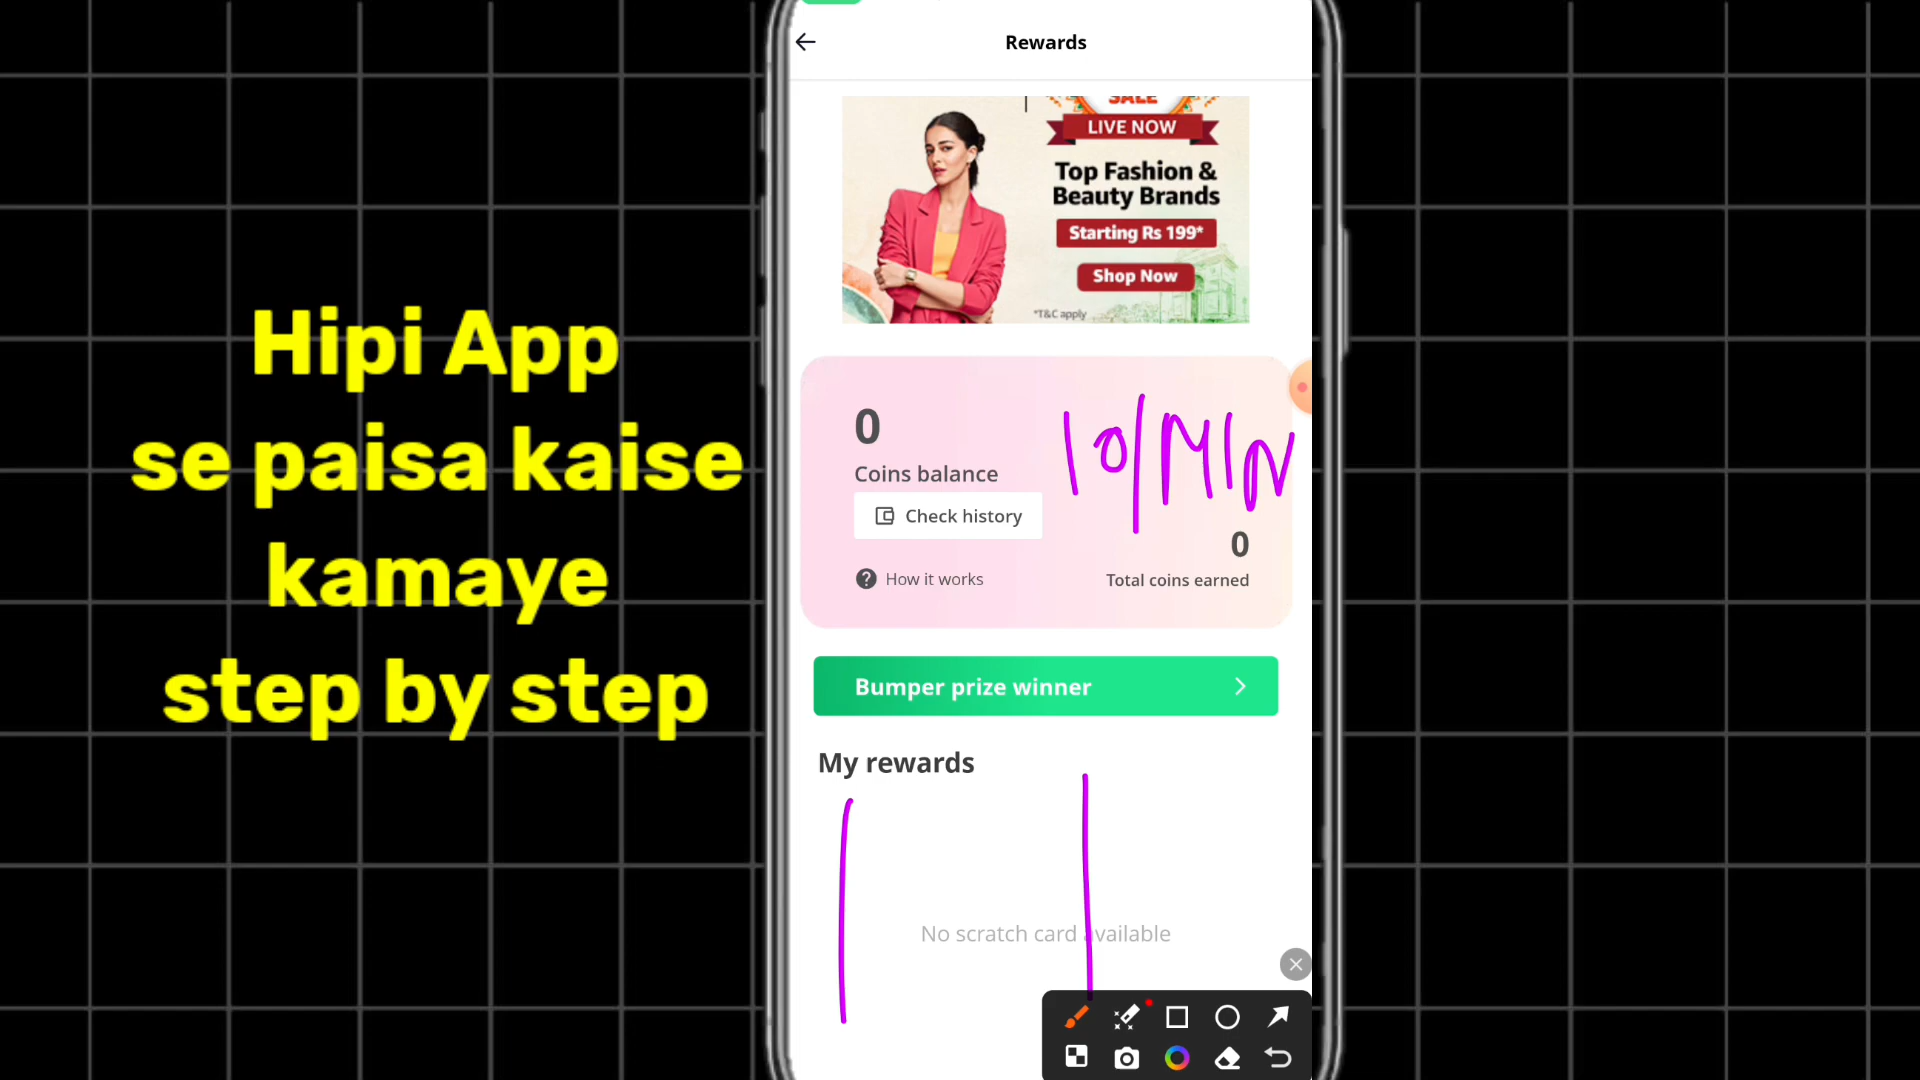 Hipi App
se paisa kaise
kamaye
step by step
Rewards
SALE
LIVE NOW
Top Fashion &
Beauty Brands
Starting Rs 199*
Shop Now
*T&C apply
0
Coins balance
10/MIN
Check history
0
How it works
Total coins earned
Bumper prize winner
My rewards
No scratch card available